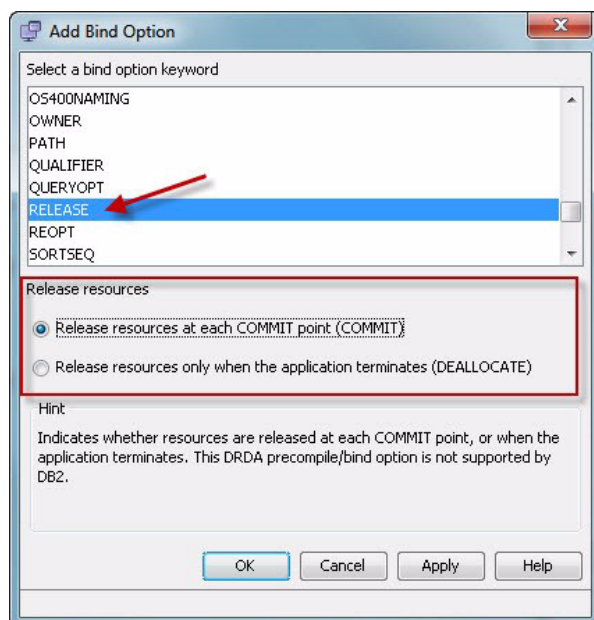 Add Bind Option
Select a bind option keyword
OS400NAMING
OWNER
PATH
QUALIFIER
QUERYOPT
RELEASE
REOPT
SORTSEQ
Release resources
Release resources at each COMMIT point (COMMIT)
Release resources only when the application terminates (DEALLOCATE)
Hint
Indicates whether resources are released at each COMMIT point, or when the
application terminates. This DRDA precompile/bind option is not supported by
DB2.
OK Cancel Apply Help